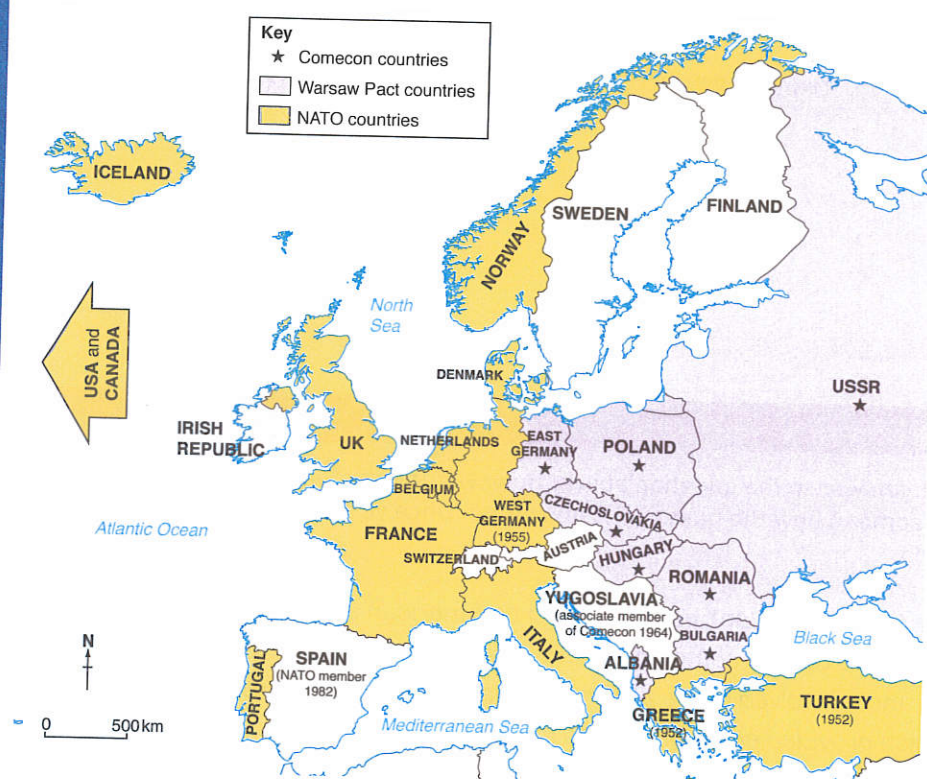 Key
★ Comecon countries
Warsaw Pact countries
NATO countries
ICELAND
SWEDEN
FINLAND
NORWAY
North
Sea
USA and
CANADA
DENMARK
USSR
IRISH
REPUBLIC
UK
NETHERLANDS
EAST
GERMANY
POLAND
BELGIUM
CZECHOSLOVAKIA
Atlantic Ocean
FRANCE
WEST
GERMANY
(1955)
SWITZERLAND
AUSTRIA
HUNGARY
ROMANIA
YUGOSLAVIA
(associate member
of Comecon 1964)
BULGARIA
Black Sea
N
ITALY
ALBANIA
SPAIN
(NATO member
1982)
PORTUGAL
GREECE
(1952)
TURKEY
(1952)
Mediterranean Sea
0 500 km